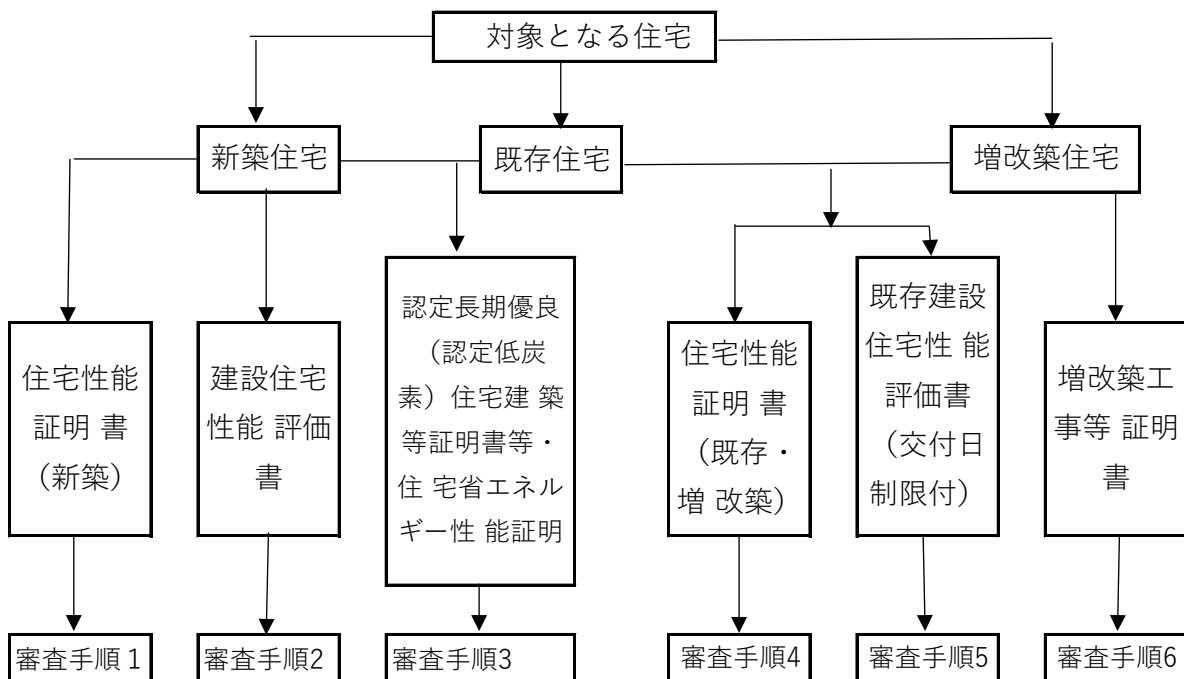 対象となる住宅
新築住宅
既存住宅
増改築住宅
住宅性能
証明 書
（新築）
建設住宅
性能 評価
書
認定長期優良
（認定低炭
素）住宅建 築
等証明書等・
住 宅省エネル
ギー性 能証明
住宅性能
証明 書
（既存・
増 改築）
既存建設
住宅性 能
評価書
（交付日
制限付）
増改築工
事等 証明
書
審査手順１
審査手順2
審査手順3
審査手順4
審査手順5
審査手順6